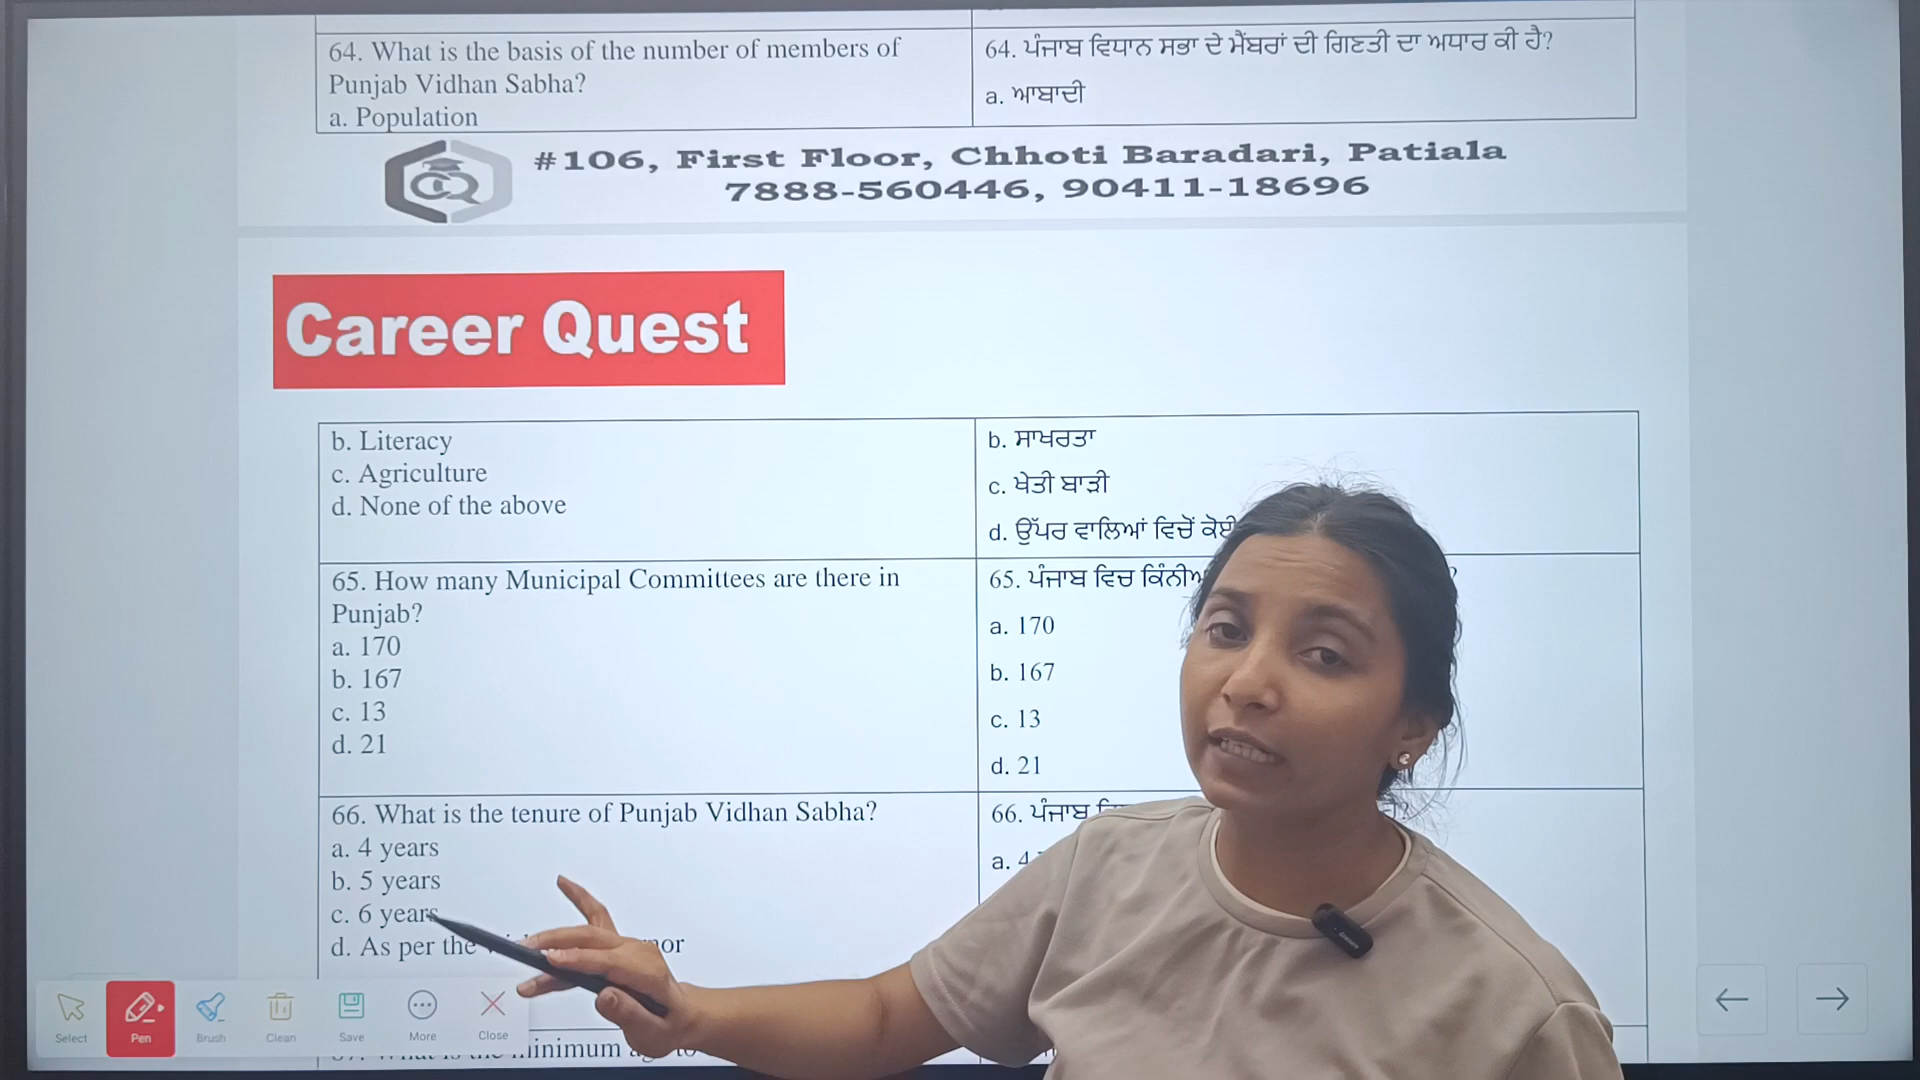 64. What is the basis of the number of members of
Punjab Vidhan Sabha?
a. Population
64. ਪੰਜਾਬ ਵਿਧਾਨ ਸਭਾ ਦੇ ਮੈਂਬਰਾਂ ਦੀ ਗਿਣਤੀ ਦਾ ਅਧਾਰ ਕੀ ਹੈ?
a. ਆਬਾਦੀ
CQ
#106, First Floor, Chhoti Baradari, Patiala
7888-560446, 90411-18696
Career Quest
b. Literacy
c. Agriculture
d. None of the above
b. ਸਾਖਰਤਾ
c. ਖੇਤੀ ਬਾੜੀ
d. ਉੱਪਰ ਵਾਲਿਆਂ ਵਿਚੋਂ ਕੋਈ
65. How many Municipal Committees are there in
Punjab?
a. 170
b. 167
c. 13
d. 21
65. ਪੰਜਾਬ ਵਿਚ
a. 170
b. 167
c. 13
d. 21
66. What is the tenure of Punjab Vidhan Sabha?
a. 4 years
b. 5 years
c. 6 years
d. As per the
66. ਪੰਜਾਬ
a. 4
minimum
Select
Pen
Brush
Clean
Save
More
Close